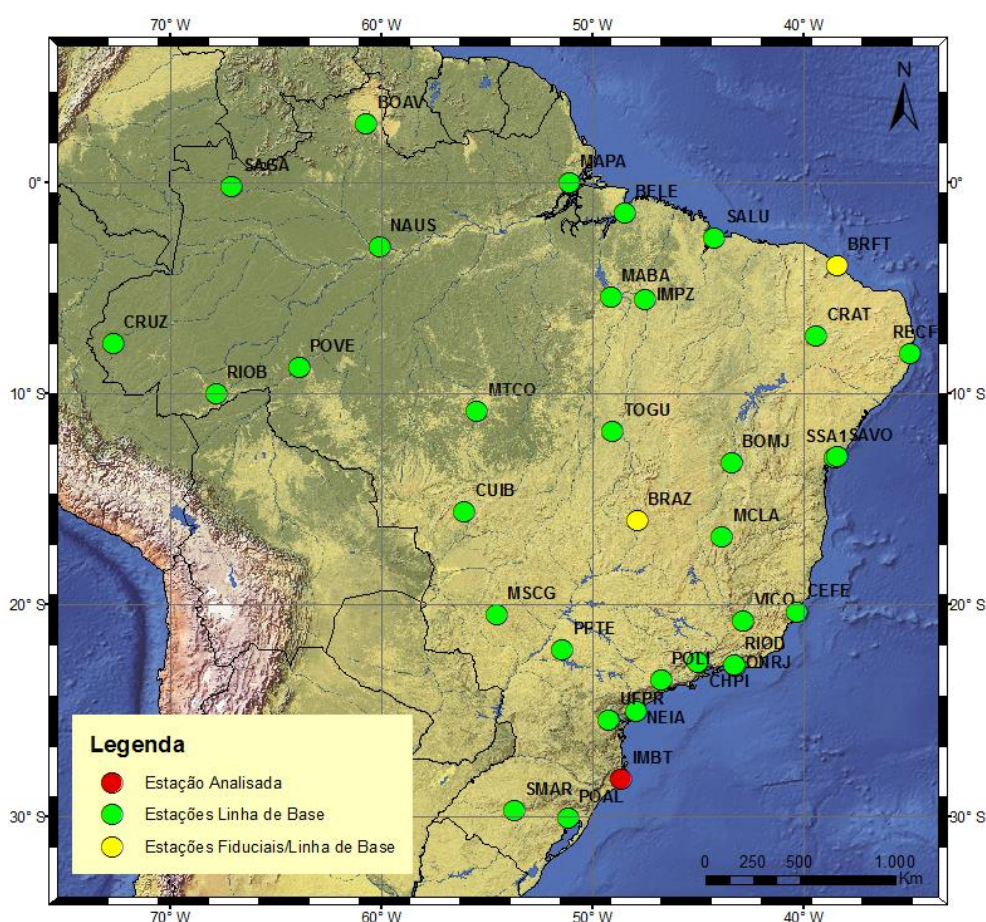 70° W 60° W 50° W 40° W
N
BOAV
SAGA
MAPA
0° 0°
BELE
SALU
NAUS
BRFT
MABA
IMPZ
CRAT
CRUZ
RECF
POVE
RIOB
MTCO
10° S 10° S
TOGU
SSA1 SAVO
BOMJ
CUIB
BRAZ
MCLA
MSCG
20° S 20° S
VICO
CEFE
PPTE
RIOD
POLI
ONRJ
CHPI
UFPR
NEIA
IMBT
SMAR
POAL
30° S 30° S
Legenda
Estação Analisada
Estações Linha de Base
Estações Fiduciais/Linha de Base
0 250 500 1.000
Km
70° W 60° W 50° W 40° W